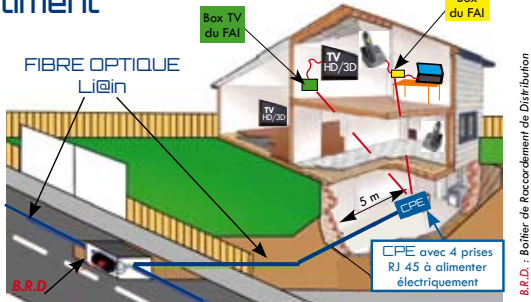 timent
Box TV
du FAI
Box
du FAI
FIBRE OPTIQUE
Li@in
TV
HD/3D
TV
HD/3D
5 m
CPE
CPE avec 4 prises
RJ 45 à alimenter
électriquement
B.R.D.
B.R.D. : Boîtier de Raccordement de Distribution